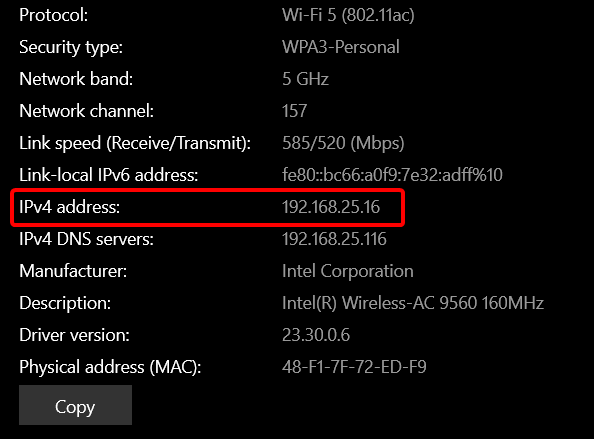 Protocol: Wi-Fi 5 (802.11ac)
Security type: WPA3-Personal
Network band: 5 GHz
Network channel: 157
Link speed (Receive/Transmit): 585/520 (Mbps)
Link-local IPv6 address: fe80::bc66:a0f9:7e32:adff%10
IPv4 address: 192.168.25.16
IPv4 DNS servers: 192.168.25.116
Manufacturer: Intel Corporation
Description: Intel(R) Wireless-AC 9560 160MHz
Driver version: 23.30.0.6
Physical address (MAC): 48-F1-7F-72-ED-F9
Copy